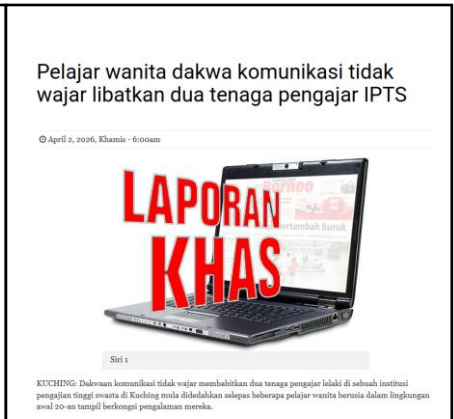 Pelajar wanita dakwa komunikasi tidak
wajar libatkan dua tenaga pengajar IPTS
April 2, 2026, Khamis - 6:00am
Borneo
bertambah buruk
LAPORAN
KHAS
Siri 1
KUCHING: Dakwaan komunikasi tidak wajar membabitkan dua tenaga pengajar lelaki di sebuah institusi
pengajian tinggi swasta di Kuching mula didedahkan selepas beberapa pelajar wanita berusia dalam lingkungan
awal 20-an tampil berkongsi pengalaman mereka.